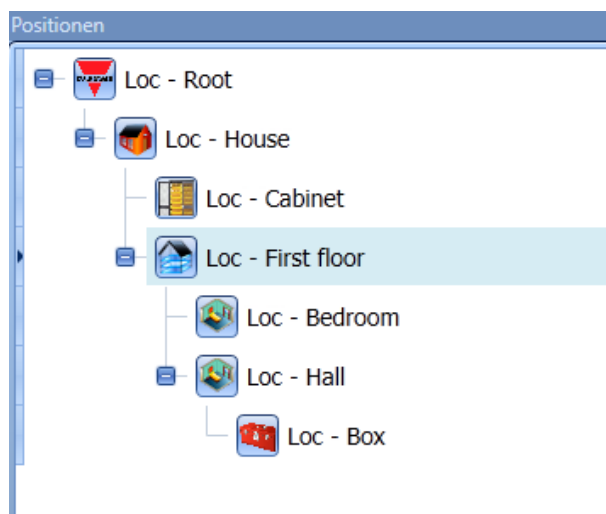 Positionen
Loc - Root
Loc - House
Loc - Cabinet
Loc - First floor
Loc - Bedroom
Loc - Hall
Loc - Box